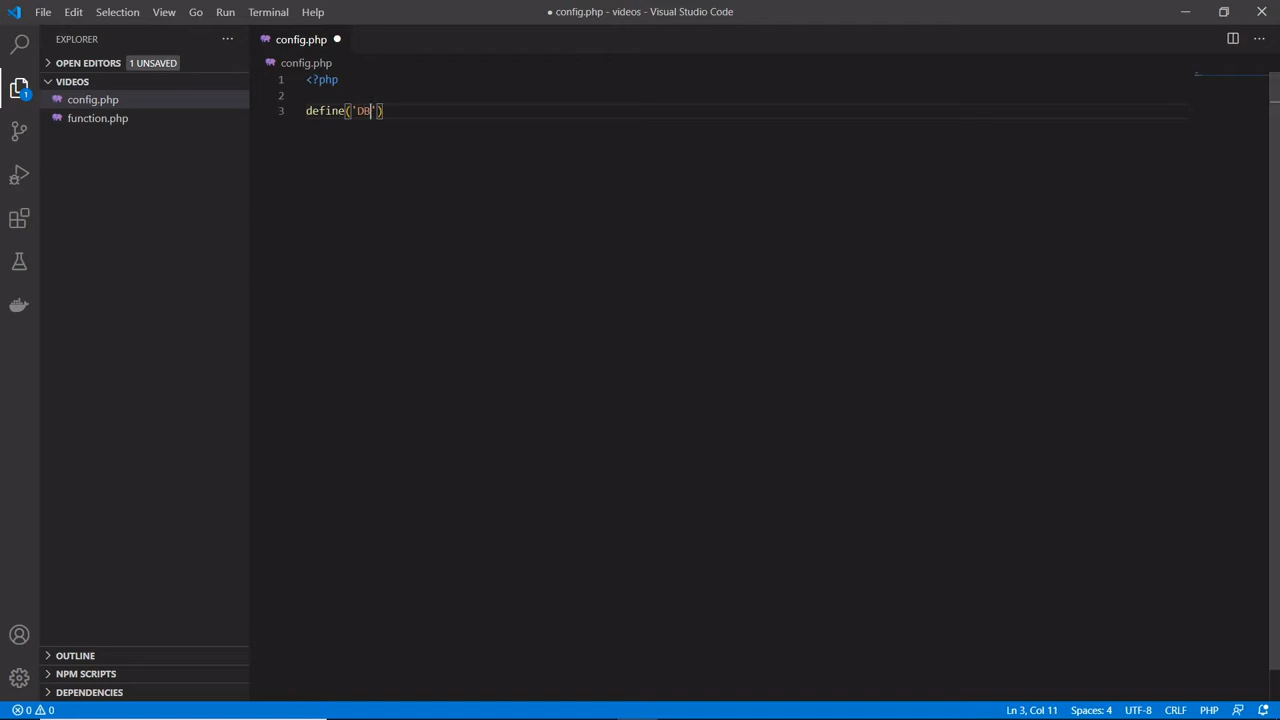 File Edit Selection View Go Run Terminal Help
● config.php - videos - Visual Studio Code
EXPLORER
OPEN EDITORS 1 UNSAVED
VIDEOS
config.php
function.php
OUTLINE
NPM SCRIPTS
DEPENDENCIES
1
config.php
config.php
1 <?php
2
3 define('DB')
0 0
Ln 3, Col 11 Spaces: 4 UTF-8 CRLF PHP